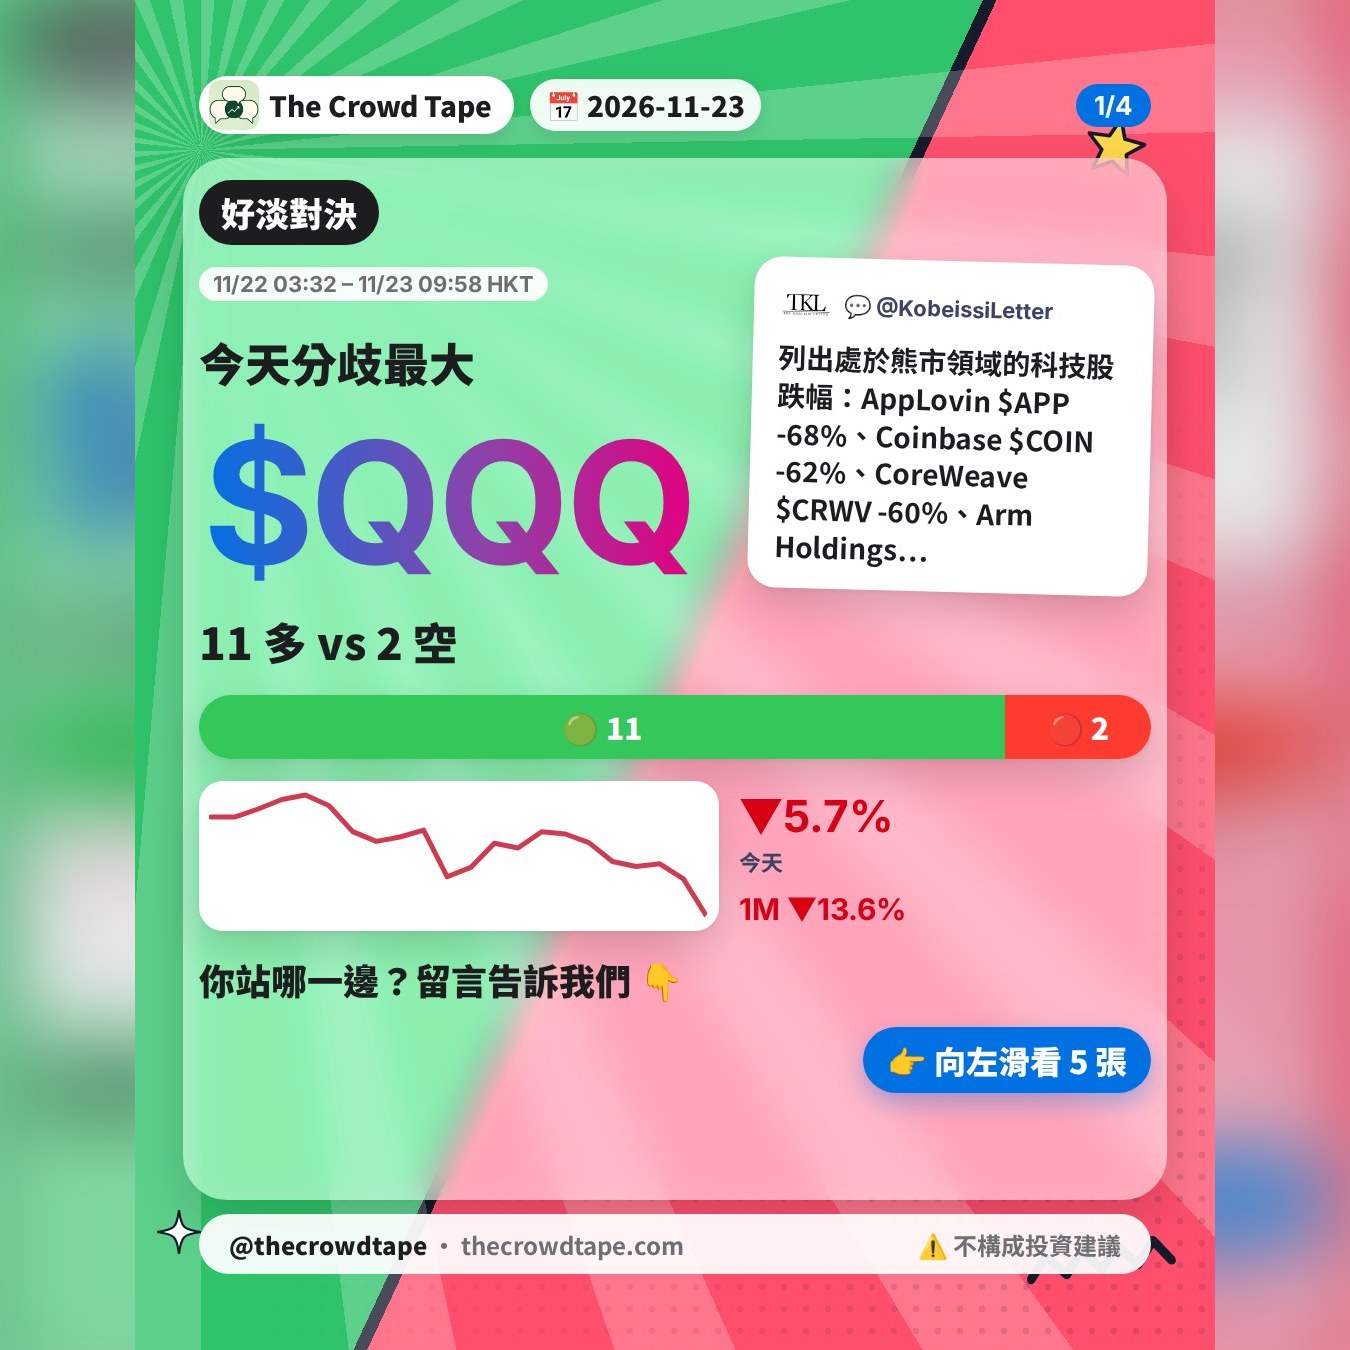 The Crowd Tape
July 17 2026-11-23
1/4
好淡對決
11/22 03:32 – 11/23 09:58 HKT
今天分歧最大
$QQQ
11 多 vs 2 空
TKL @KobeissiLetter
列出處於熊市領域的科技股
跌幅：AppLovin $APP
-68%、Coinbase $COIN
-62%、CoreWeave
$CRWV -60%、Arm
Holdings…
11
2
▼5.7%
今天
1M ▼13.6%
你站哪一邊？留言告訴我們 👇
👉 向左滑看 5 張
@thecrowdtape • thecrowdtape.com
⚠️ 不構成投資建議